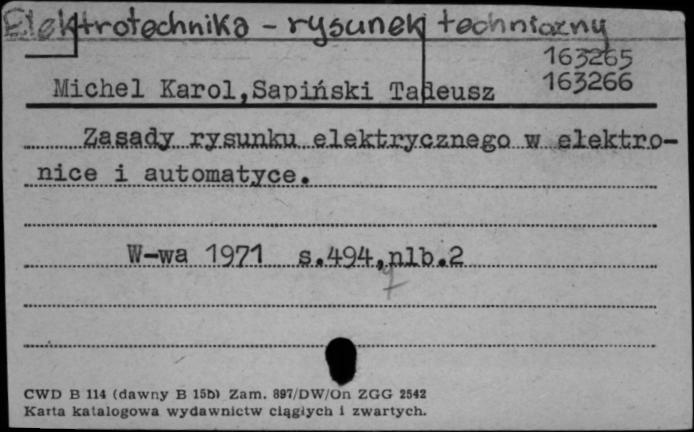 Elektrotechnika - rysunek techniczny
163265
Michel Karol,Sapiński Tadeusz 163266
Zasady rysunku elektrycznego w elektro-
nice i automatyce.
W-wa 1971 s.494,nlb.2
CWD B 114 (dawny B 15b) Zam. 897/DW/On ZGG 2542
Karta katalogowa wydawnictw ciągłych i zwartych.